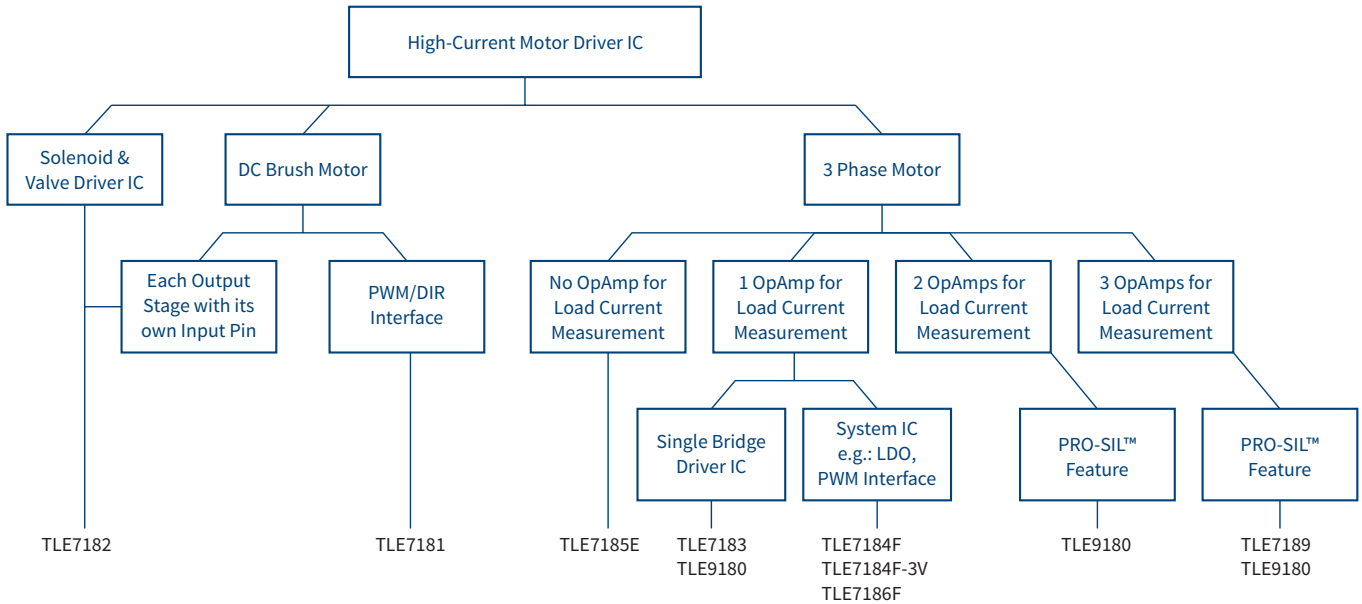 High-Current Motor Driver IC
Solenoid &
Valve Driver IC
DC Brush Motor
3 Phase Motor
Each Output
Stage with its
own Input Pin
PWM/DIR
Interface
No OpAmp for
Load Current
Measurement
1 OpAmp for
Load Current
Measurement
2 OpAmps for
Load Current
Measurement
3 OpAmps for
Load Current
Measurement
Single Bridge
Driver IC
System IC
e.g.: LDO,
PWM Interface
PRO-SIL™
Feature
PRO-SIL™
Feature
TLE7182
TLE7181
TLE7185E
TLE7183
TLE9180
TLE7184F
TLE7184F-3V
TLE7186F
TLE9180
TLE7189
TLE9180